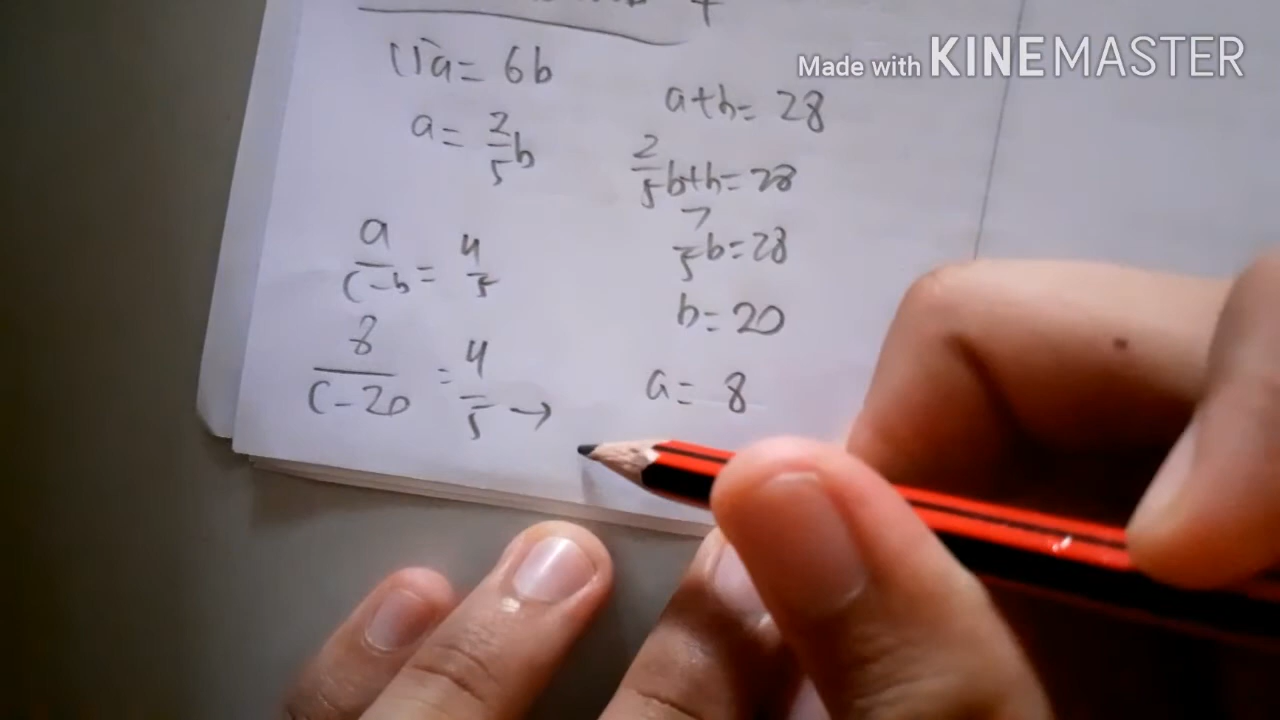 Made with KINEMASTER
15a = 6b
a = 2/5 b
a/c-b = 4/5
8/c-20 = 4/5 →
a+b = 28
2/5 b+b = 28
7/5 b = 28
b = 20
a = 8